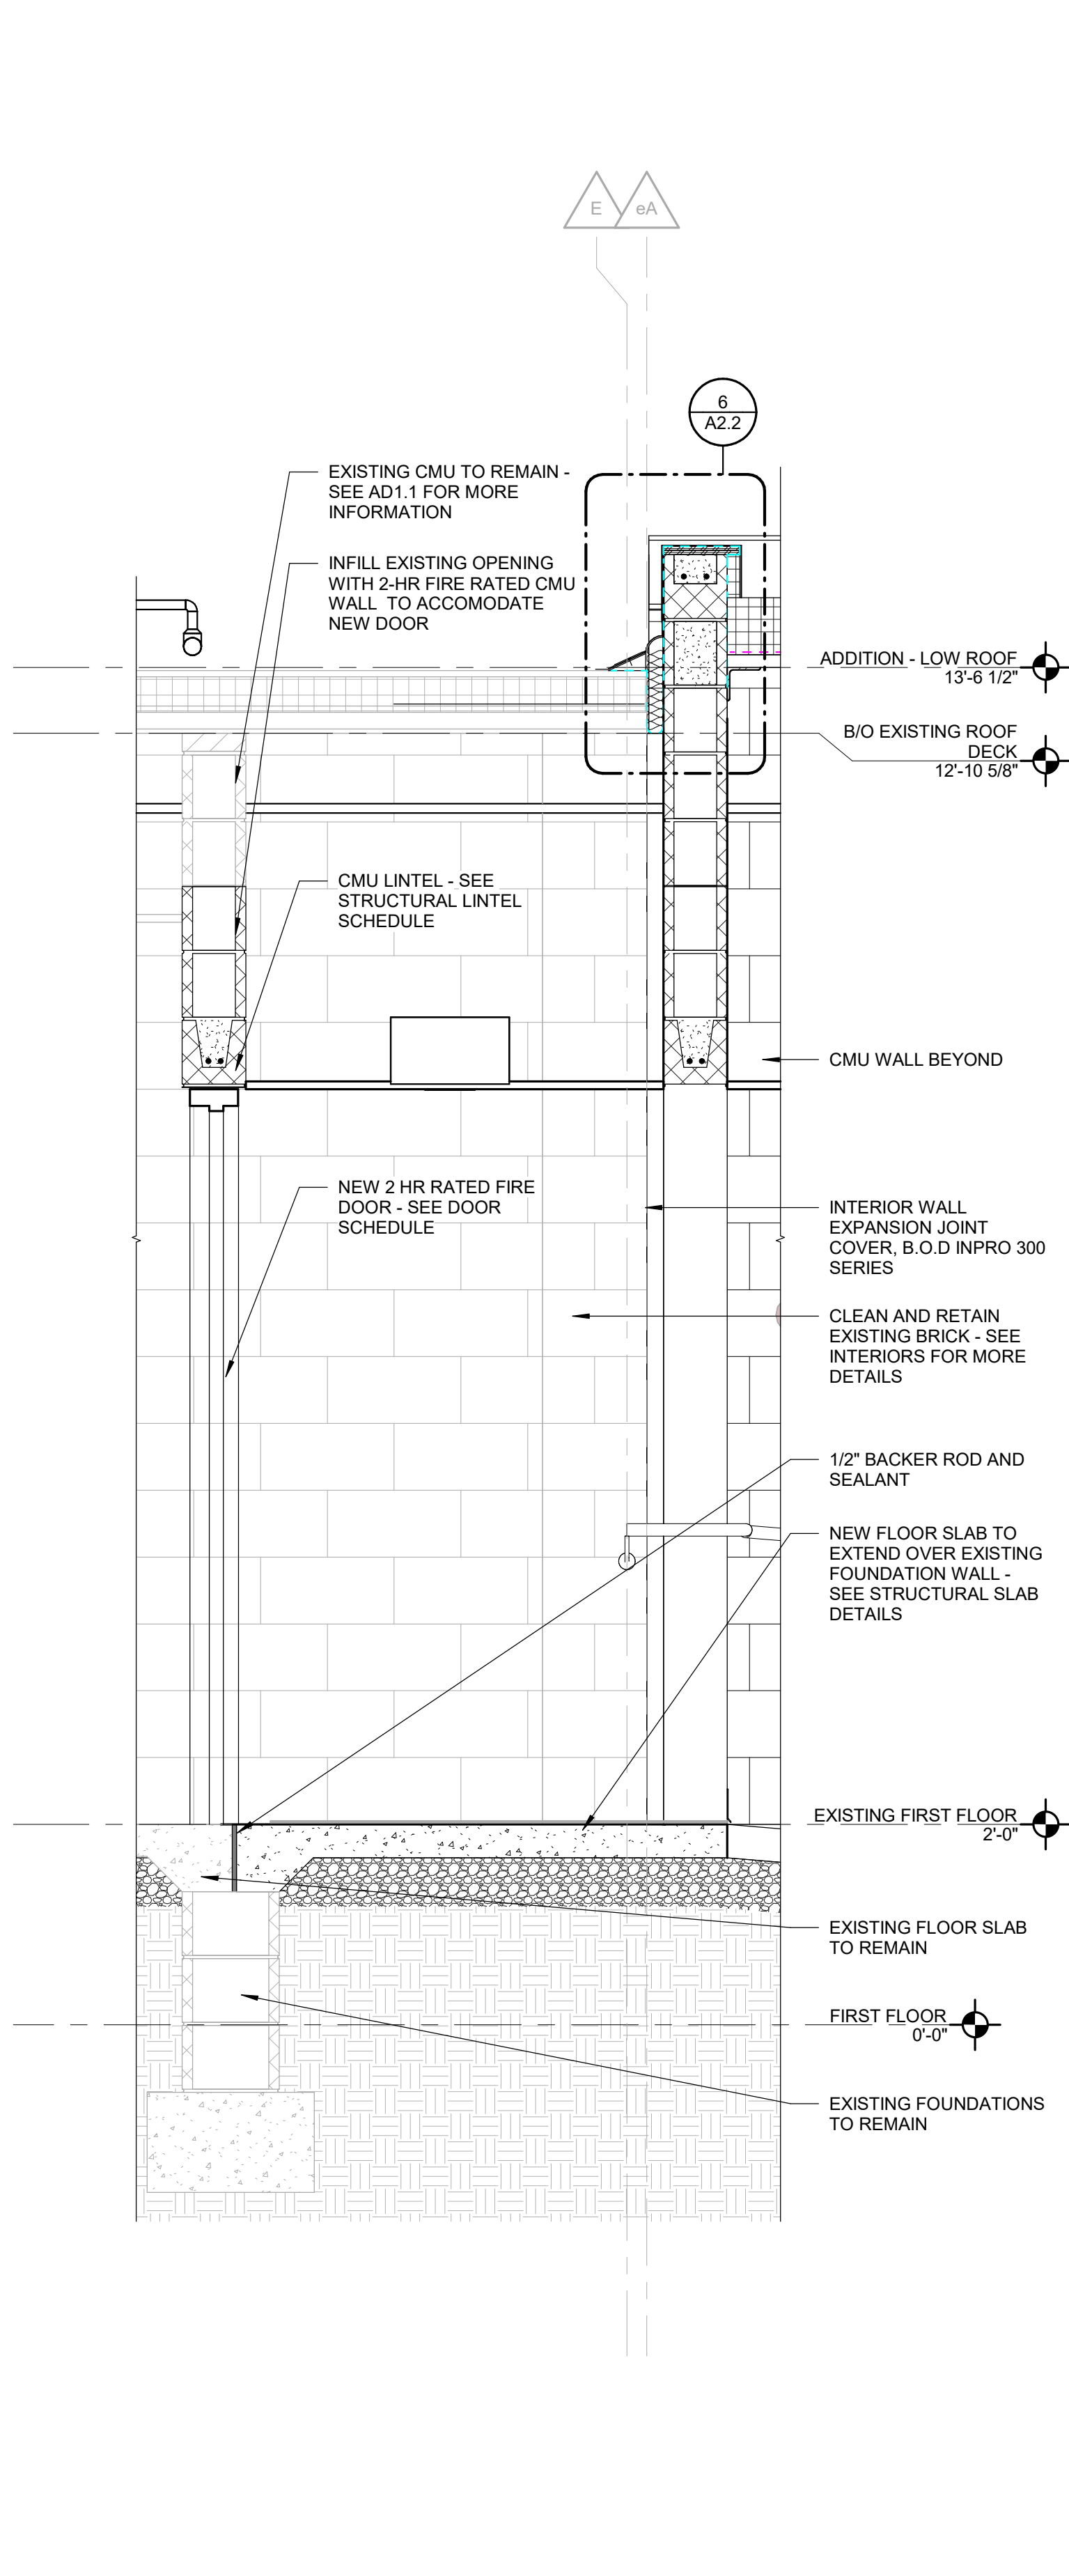 E
eA
6
A2.2
EXISTING CMU TO REMAIN -
SEE AD1.1 FOR MORE
INFORMATION
INFILL EXISTING OPENING
WITH 2-HR FIRE RATED CMU
WALL TO ACCOMODATE
NEW DOOR
ADDITION - LOW ROOF
13'-6 1/2"
B/O EXISTING ROOF
DECK
12'-10 5/8"
CMU LINTEL - SEE
STRUCTURAL LINTEL
SCHEDULE
CMU WALL BEYOND
NEW 2 HR RATED FIRE
DOOR - SEE DOOR
SCHEDULE
INTERIOR WALL
EXPANSION JOINT
COVER, B.O.D INPRO 300
SERIES
CLEAN AND RETAIN
EXISTING BRICK - SEE
INTERIORS FOR MORE
DETAILS
1/2" BACKER ROD AND
SEALANT
NEW FLOOR SLAB TO
EXTEND OVER EXISTING
FOUNDATION WALL -
SEE STRUCTURAL SLAB
DETAILS
EXISTING FIRST FLOOR
2'-0"
EXISTING FLOOR SLAB
TO REMAIN
FIRST FLOOR
0'-0"
EXISTING FOUNDATIONS
TO REMAIN